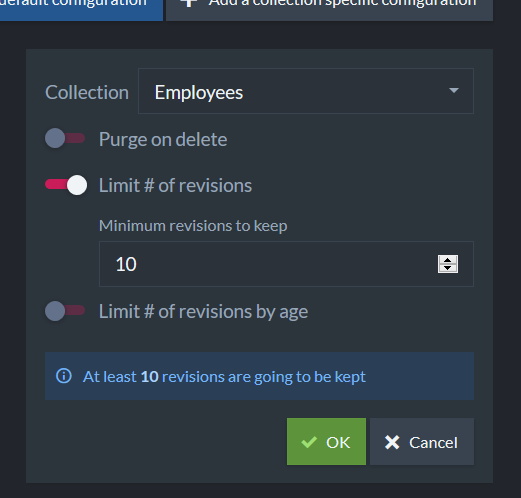 default configuration
Add a collection specific configuration
Collection Employees
Purge on delete
Limit # of revisions
Minimum revisions to keep
10
Limit # of revisions by age
At least 10 revisions are going to be kept
OK Cancel